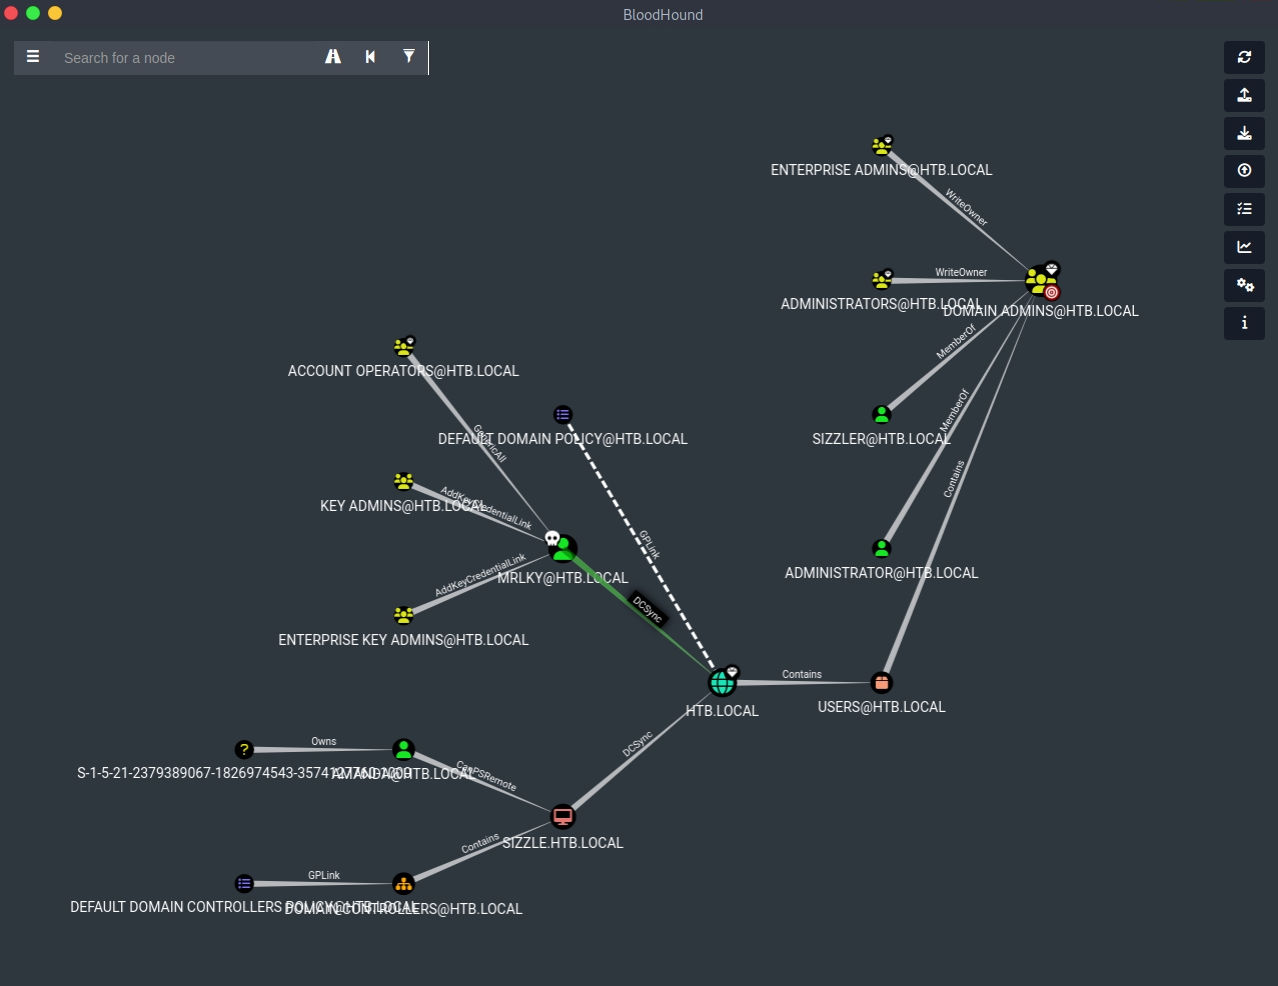 BloodHound
Search for a node
ENTERPRISE ADMINS@HTB.LOCAL
WriteOwner
WriteOwner
ADMINISTRATORS@HTB.LOCAL
DOMAIN ADMINS@HTB.LOCAL
MemberOf
ACCOUNT OPERATORS@HTB.LOCAL
GenericAll
DEFAULT DOMAIN POLICY@HTB.LOCAL
MemberOf
SIZZLER@HTB.LOCAL
Contains
KEY ADMINS@HTB.LOCAL
AddKeyCredentialLink
GPLink
MRLKY@HTB.LOCAL
ADMINISTRATOR@HTB.LOCAL
AddKeyCredentialLink
DCSync
ENTERPRISE KEY ADMINS@HTB.LOCAL
Contains
HTB.LOCAL
USERS@HTB.LOCAL
DCSync
Owns
S-1-5-21-2379389067-1826974543-3574127760-1000
AMANDA@HTB.LOCAL
CanPSRemote
Contains
SIZZLE.HTB.LOCAL
GPLink
DEFAULT DOMAIN CONTROLLERS POLICY@HTB.LOCAL
DOMAIN CONTROLLERS@HTB.LOCAL